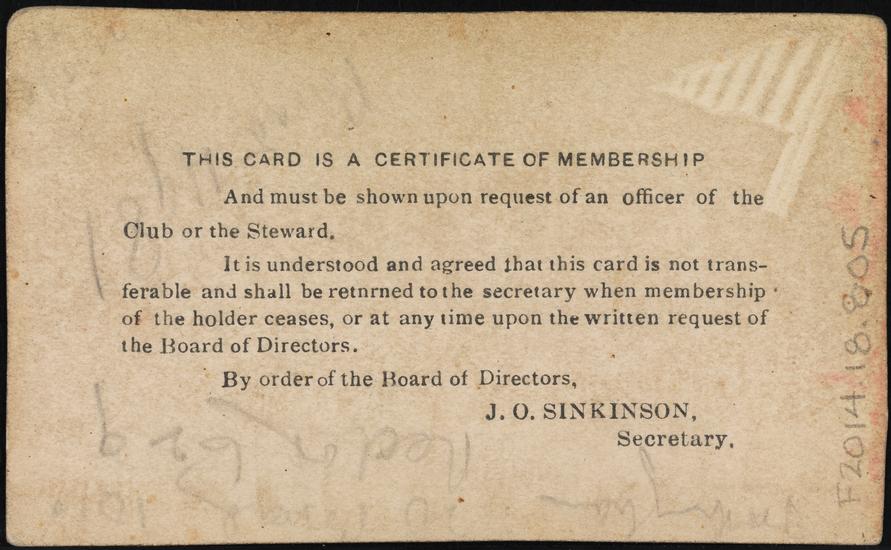 THIS CARD IS A CERTIFICATE OF MEMBERSHIP
And must be shown upon request of an officer of the
Club or the Steward.
It is understood and agreed that this card is not trans-
ferable and shall be retnrned to the secretary when membership
of the holder ceases, or at any time upon the written request of
the Board of Directors.
By order of the Board of Directors,
J. O. SINKINSON,
Secretary.
F2014.18.805